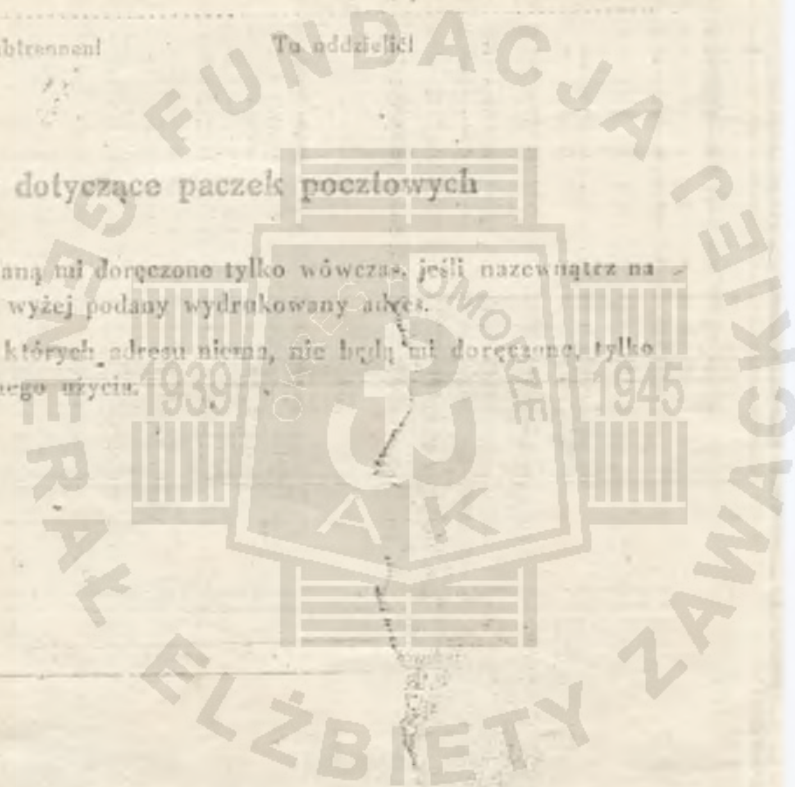 abtrennen! Tu oddzielić!
dotyczące paczek pocztowych
aną mi doręczone tylko wówczas, jeśli nazewnątrz na
wyżej podany wydrukowany adres.
których adresu niema, nie będą mi doręczone, tylko
nego użycia.
FUNDACJA
GENERAŁ ELŻBIETY ZAWACKIEJ
OKRĘG POMORZE
1939 1945
AK